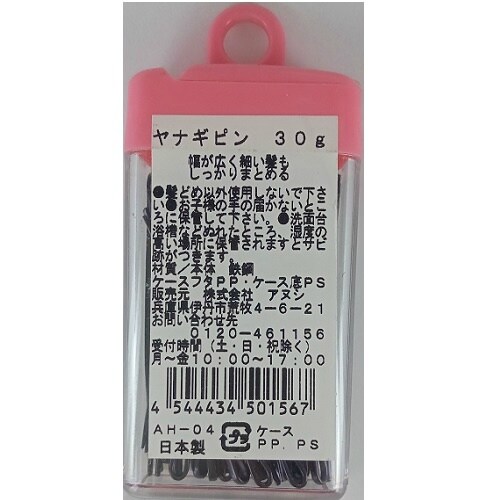 ヤナギピン 30g
幅が広く細い髪も
しっかりまとめる
●髪どめ以外使用しないで下さ
い●お子様の手の届かないとこ
ろに保管して下さい。●洗面台
浴槽などぬれたところ、湿度の
高い場所に保管されますとサビ
跡がつきます。
材質/本体 鉄鋼
ケースフタPP・ケース底PS
販売元 株式会社 アヌシ
兵庫県伊丹市荒牧4-6-21
お問い合わせ先
0120-461156
受付時間(土・日・祝除く)
月~金10:00~17:00
4 544434 501567
AH-04 プラ ケース
日本製 PP. PS